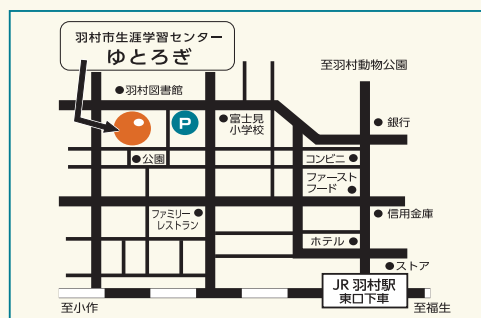 羽村市生涯学習センター
ゆとろぎ
至羽村動物公園
羽村図書館
P
富士見
小学校
銀行
公園
コンビニ
ファースト
フード
ファミリー
レストラン
信用金庫
ホテル
ストア
JR 羽村駅
東口下車
至小作
至福生